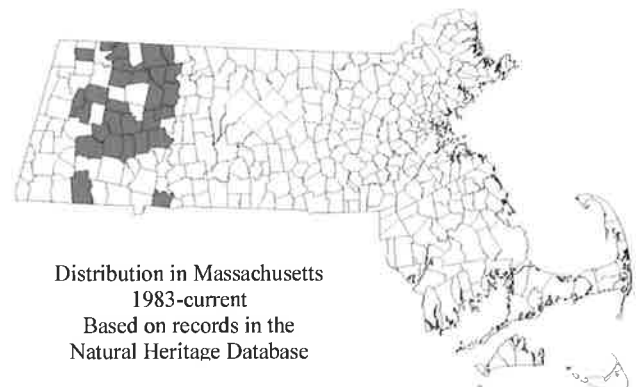 Distribution in Massachusetts
1983-current
Based on records in the
Natural Heritage Database